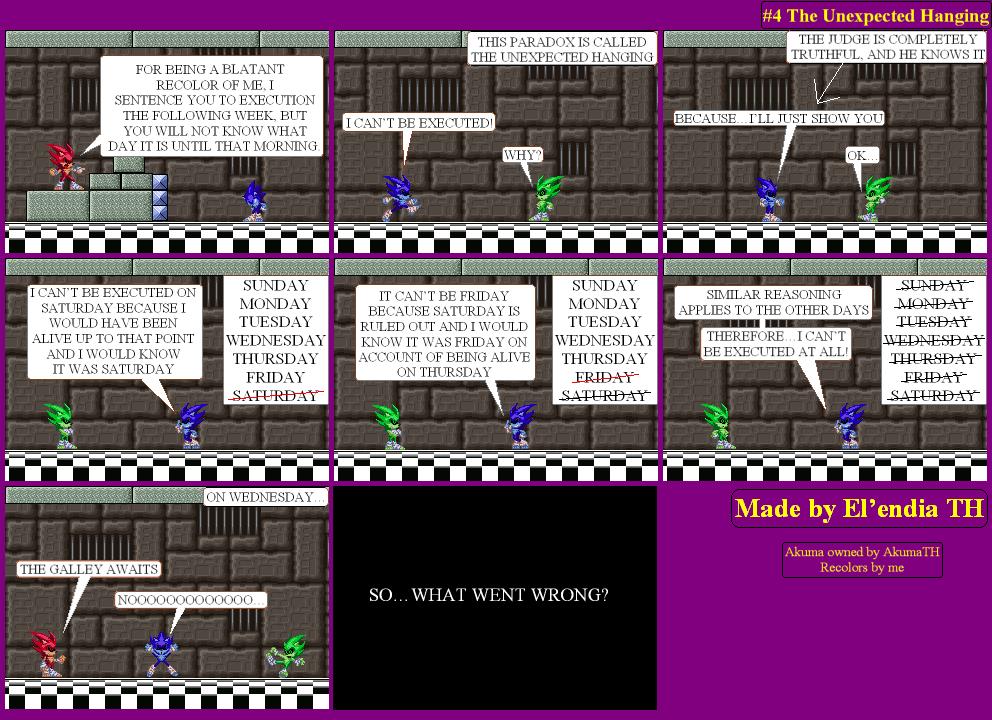 #4 The Unexpected Hanging
FOR BEING A BLATANT
RECOLOR OF ME, I
SENTENCE YOU TO EXECUTION
THE FOLLOWING WEEK, BUT
YOU WILL NOT KNOW WHAT
DAY IT IS UNTIL THAT MORNING.
THIS PARADOX IS CALLED
THE UNEXPECTED HANGING
I CAN'T BE EXECUTED!
WHY?
THE JUDGE IS COMPLETELY
TRUTHFUL, AND HE KNOWS IT
BECAUSE...I'LL JUST SHOW YOU
OK...
I CAN'T BE EXECUTED ON
SATURDAY BECAUSE I
WOULD HAVE BEEN
ALIVE UP TO THAT POINT
AND I WOULD KNOW
IT WAS SATURDAY
SUNDAY
MONDAY
TUESDAY
WEDNESDAY
THURSDAY
FRIDAY
SATURDAY
IT CAN'T BE FRIDAY
BECAUSE SATURDAY IS
RULED OUT AND I WOULD
KNOW IT WAS FRIDAY ON
ACCOUNT OF BEING ALIVE
ON THURSDAY
SUNDAY
MONDAY
TUESDAY
WEDNESDAY
THURSDAY
FRIDAY
SATURDAY
SIMILAR REASONING
APPLIES TO THE OTHER DAYS
THEREFORE...I CAN'T
BE EXECUTED AT ALL!
SUNDAY
MONDAY
TUESDAY
WEDNESDAY
THURSDAY
FRIDAY
SATURDAY
ON WEDNESDAY...
THE GALLEY AWAITS
NOOOOOOOOOOOOO...
SO...WHAT WENT WRONG?
Made by El'endia TH
Akuma owned by AkumaTH
Recolors by me